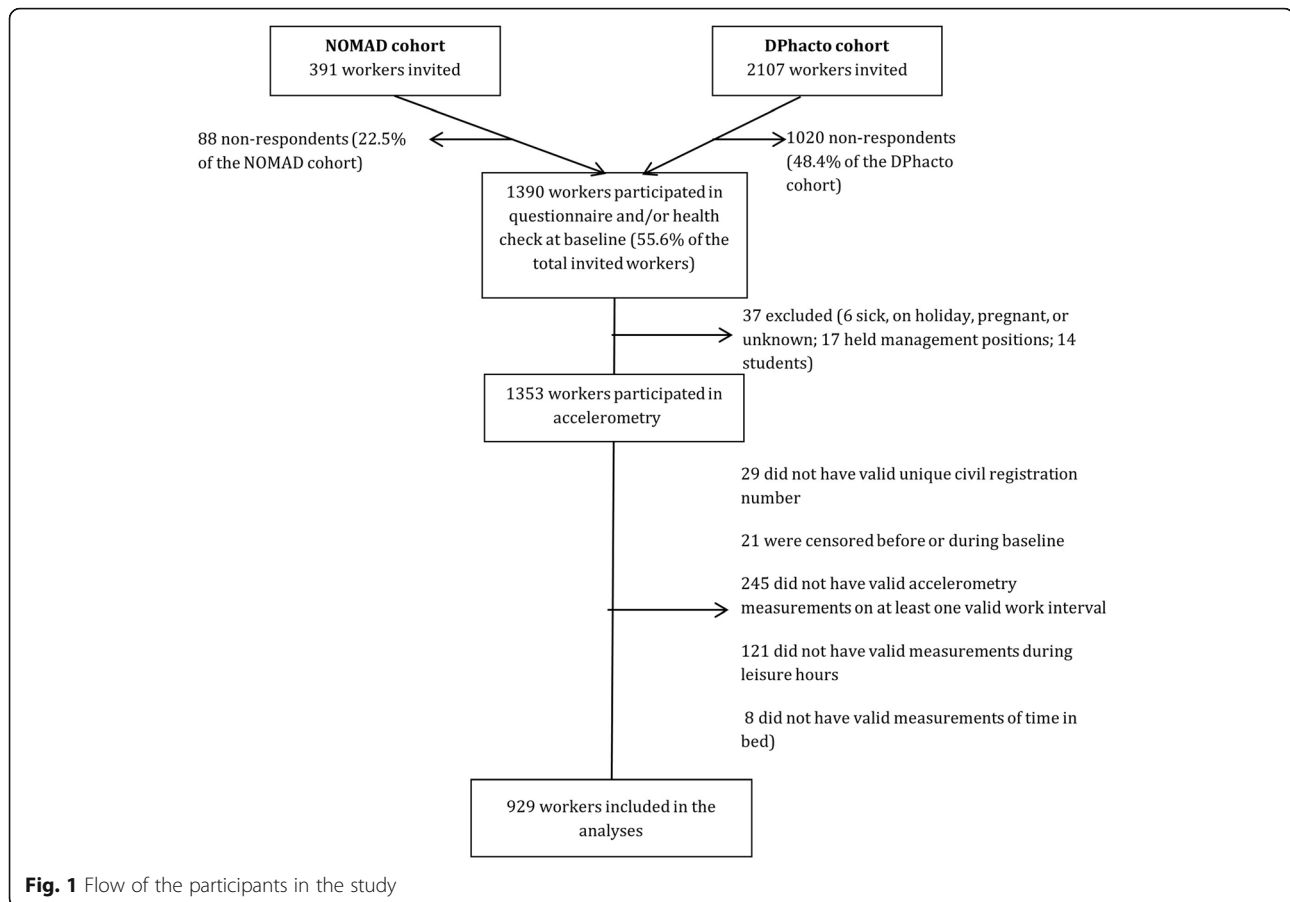 NOMAD cohort
391 workers invited
DPhacto cohort
2107 workers invited
88 non-respondents (22.5%
of the NOMAD cohort)
1020 non-respondents
(48.4% of the DPhacto
cohort)
1390 workers participated in
questionnaire and/or health
check at baseline (55.6% of the
total invited workers)
37 excluded (6 sick, on holiday, pregnant, or
unknown; 17 held management positions; 14
students)
1353 workers participated in
accelerometry
29 did not have valid unique civil registration
number
21 were censored before or during baseline
245 did not have valid accelerometry
measurements on at least one valid work interval
121 did not have valid measurements during
leisure hours
8 did not have valid measurements of time in
bed)
929 workers included in the
analyses
Fig. 1 Flow of the participants in the study